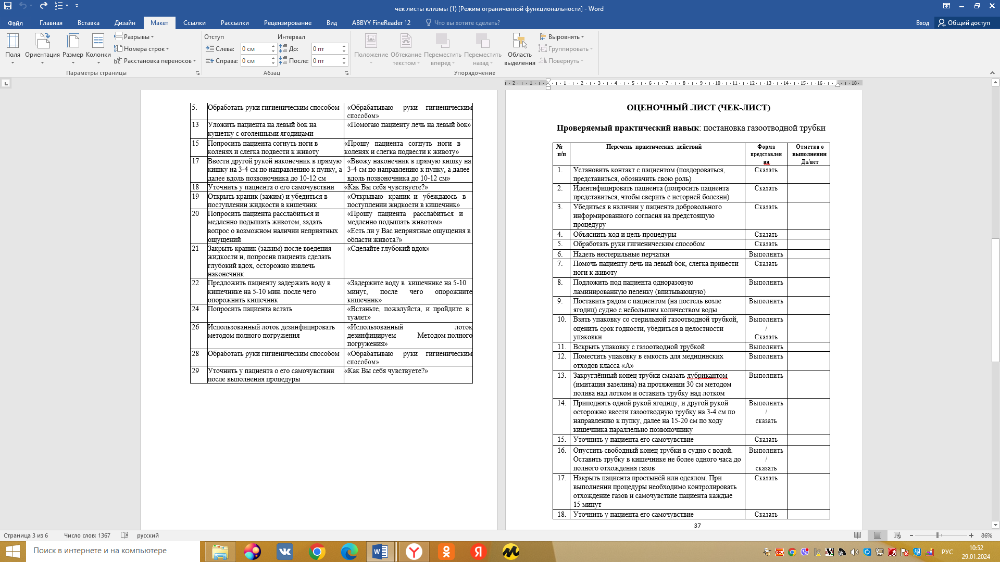 чек листы клизмы (1) [Режим ограниченной функциональности] - Word
Файл Главная Вставка Дизайн Макет Ссылки Рассылки Рецензирование Вид ABBYY FineReader 12 Что вы хотите сделать? Вход Общий доступ
Поля Ориентация Размер Колонки
Разрывы
Номера строк
Расстановка переносов
Параметры страницы
Отступ Интервал
Слева: 0 см До: 0 пт
Справа: 0 см После: 0 пт
Абзац
Положение Обтекание текстом Переместить вперед Переместить назад Область выделения
Выровнять
Группировать
Повернуть
Упорядочение
5. Обработать руки гигиеническим способом «Обрабатываю руки гигиеническим
способом»
13 Уложить пациента на левый бок на «Помогаю пациенту лечь на левый бок»
кушетку с оголенными ягодицами
15 Попросить пациента согнуть ноги в «Прошу пациента согнуть ноги в
коленях и слегка подвести к животу коленях и слегка подвести к животу»
17 Ввести другой рукой наконечник в прямую «Ввожу наконечник в прямую кишку на
кишку на 3-4 см по направлению к пупку, а 3-4 см по направлению к пупку, а далее
далее вдоль позвоночника до 10-12 см вдоль позвоночника до 10-12 см»
18 Уточнить у пациента о его самочувствии «Как Вы себя чувствуете?»
19 Открыть краник (зажим) и убедиться в «Открываю краник и убеждаюсь в
поступлении жидкости в кишечник поступлении жидкости в кишечник»
20 Попросить пациента расслабиться и «Прошу пациента расслабиться и
медленно подышать животом, задать медленно подышать животом»
вопрос о возможном наличии неприятных «Есть ли у Вас неприятные ощущения в
ощущений области живота?»
21 Закрыть краник (зажим) после введения «Сделайте глубокий вдох»
жидкости и, попросив пациента сделать
глубокий вдох, осторожно извлечь
наконечник
22 Предложить пациенту задержать воду в «Задержите воду в кишечнике на 5-10
кишечнике на 5-10 мин. после чего минут, после чего опорожните
опорожнить кишечник кишечник»
24 Попросить пациента встать «Встаньте, пожалуйста, и пройдите в
туалет»
26 Использованный лоток дезинфицировать «Использованный лоток
методом полного погружения дезинфицируем Методом полного
погружения»
28 Обработать руки гигиеническим способом «Обрабатываю руки гигиеническим
способом»
29 Уточнить у пациента о его самочувствии «Как Вы себя чувствуете?»
после выполнения процедуры
2 1 1 2 3 4 5 6 7 8 9 10 11 12 13 14 15 16 18
ОЦЕНОЧНЫЙ ЛИСТ (ЧЕК-ЛИСТ)
Проверяемый практический навык: постановка газоотводной трубки
№ Перечень практических действий Форма Отметка о
п/п представлен выполнении
ия Да/нет
1. Установить контакт с пациентом (поздороваться, Сказать
представиться, обозначить свою роль)
2. Идентифицировать пациента (попросить пациента Сказать
представиться, чтобы сверить с историей болезни)
3. Убедиться в наличии у пациента добровольного Сказать
информированного согласия на предстоящую
процедуру
4. Объяснить ход и цель процедуры Сказать
5. Обработать руки гигиеническим способом Сказать
6. Надеть нестерильные перчатки Выполнить
7. Помочь пациенту лечь на левый бок, слегка привести Сказать
ноги к животу
8. Подложить под пациента одноразовую Выполнить
ламинированную пеленку (впитывающую)
9. Поставить рядом с пациентом (на постель возле Выполнить
ягодиц) судно с небольшим количеством воды
10. Взять упаковку со стерильной газоотводной трубкой, Выполнить
оценить срок годности, убедиться в целостности /
упаковки Сказать
11. Вскрыть упаковку с газоотводной трубкой Выполнить
12. Поместить упаковку в емкость для медицинских Выполнить
отходов класса «А»
13. Закруглённый конец трубки смазать лубрикантом Выполнить
(имитация вазелина) на протяжении 30 см методом
полива над лотком и оставить трубку над лотком
14. Приподнять одной рукой ягодицу, и другой рукой Выполнить
осторожно ввести газоотводную трубку на 3-4 см по /
направлению к пупку, далее на 15-20 см по ходу сказать
кишечника параллельно позвоночнику
15. Уточнить у пациента его самочувствие Сказать
16. Опустить свободный конец трубки в судно с водой. Выполнить
Оставить трубку в кишечнике не более одного часа до /
полного отхождения газов сказать
17. Накрыть пациента простынёй или одеялом. При Сказать
выполнении процедуры необходимо контролировать
отхождение газов и самочувствие пациента каждые
15 минут
18. Уточнить у пациента его самочувствие Сказать
37
Страница 3 из 6 Число слов: 1367 русский 86%
Поиск в интернете и на компьютере
РУС 10:52
29.01.2024